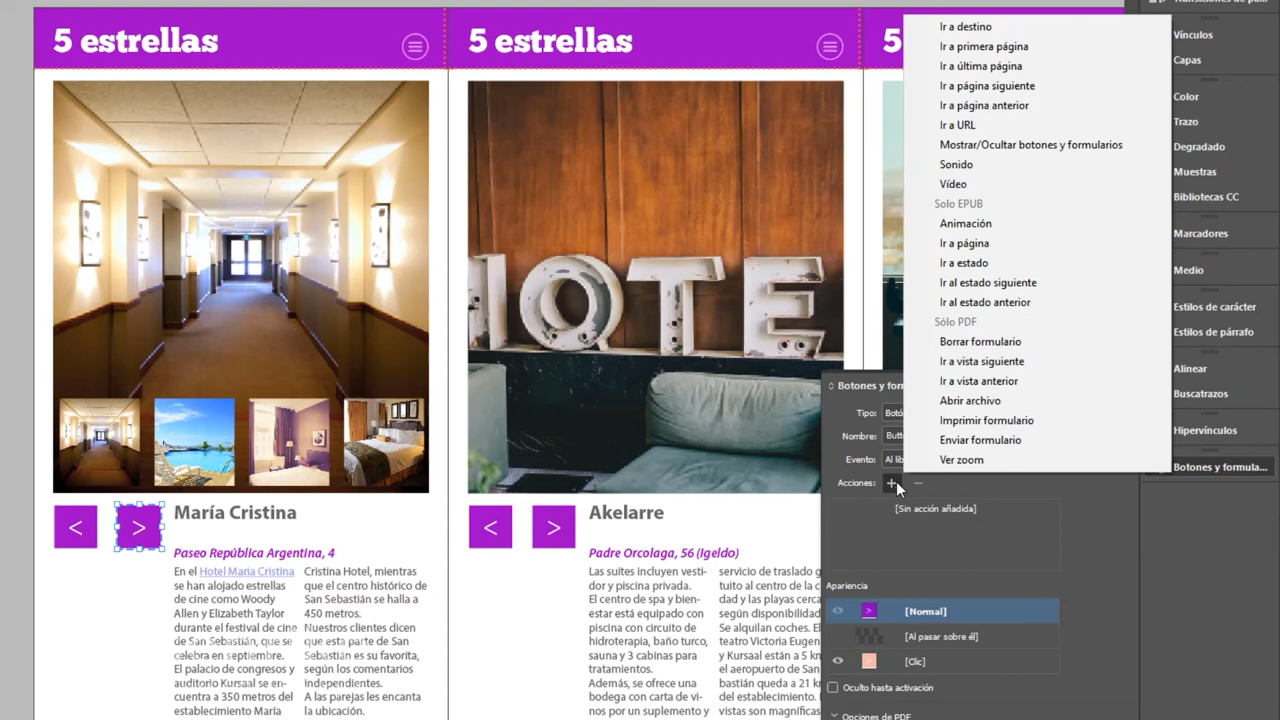 5 estrellas
5 estrellas
5
HOTE
<
>
María Cristina
Paseo República Argentina, 4
En el Hotel Maria Cristina
se han alojado estrellas
de cine como Woody
Allen y Elizabeth Taylor
durante el festival de cine
de San Sebastián, que se
celebra en septiembre.
El palacio de congresos y
auditorio Kursaal se en-
cuentra a 350 metros del
establecimiento María
Cristina Hotel, mientras
que el centro histórico de
San Sebastián se halla a
450 metros.
Nuestros clientes dicen
que esta parte de San
Sebastián es su favorita,
según los comentarios
independientes.
A las parejas les encanta
la ubicación.
<
>
Akelarre
Padre Orcolaga, 56 (Igeldo)
Las suites incluyen vesti-
dor y piscina privada.
El centro de spa y bien-
estar está equipado con
piscina con circuito de
hidroterapia, baño turco,
sauna y 3 cabinas para
tratamientos.
Además, se ofrece una
bodega con carta de vi-
nos por un suplemento y
servicio de traslado g
tuito al centro de la c
dad y las playas cerca
según disponibilidad
Se alquilan coches. El
teatro Victoria Eugen
y Kursaal están a 5 km
el aeropuerto de San
bastián queda a 21 k
del establecimiento.
vistas son magníficas
Ir a destino
Ir a primera página
Ir a última página
Ir a página siguiente
Ir a página anterior
Ir a URL
Mostrar/Ocultar botones y formularios
Sonido
Vídeo
Solo EPUB
Animación
Ir a página
Ir a estado
Ir al estado siguiente
Ir al estado anterior
Sólo PDF
Borrar formulario
Ir a vista siguiente
Ir a vista anterior
Abrir archivo
Imprimir formulario
Enviar formulario
Ver zoom
Botones y for
Tipo: Botó
Nombre: Butt
Evento: Al lib
Acciones: + −
[Sin acción añadida]
Apariencia
> [Normal]
[Al pasar sobre él]
> [Clic]
Oculto hasta activación
Opciones de PDF
Transiciones de pá...
Vínculos
Capas
Color
Trazo
Degradado
Muestras
Bibliotecas CC
Marcadores
Medio
Estilos de carácter
Estilos de párrafo
Alinear
Buscatrazos
Hipervínculos
Botones y formula...